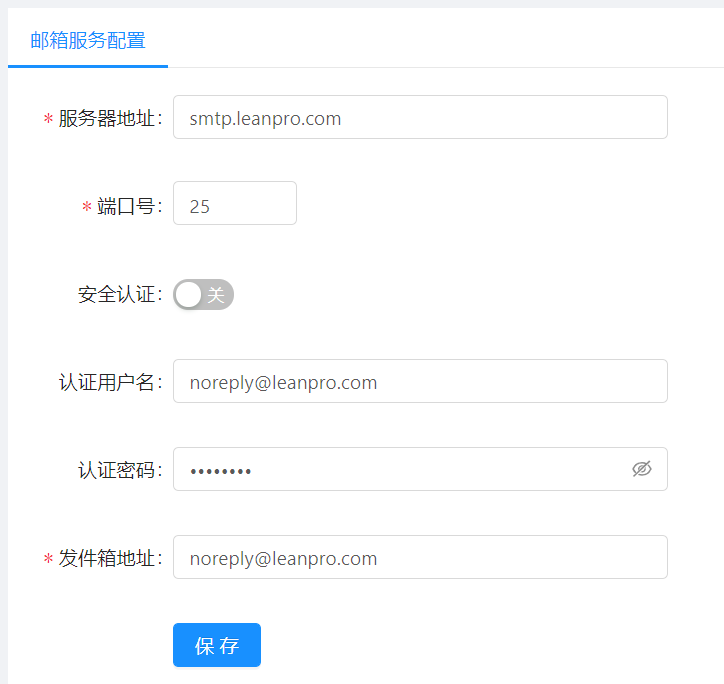 邮箱服务配置
* 服务器地址: smtp.leanpro.com
* 端口号: 25
安全认证: 关
认证用户名: noreply@leanpro.com
认证密码: ••••••••
* 发件箱地址: noreply@leanpro.com
保 存